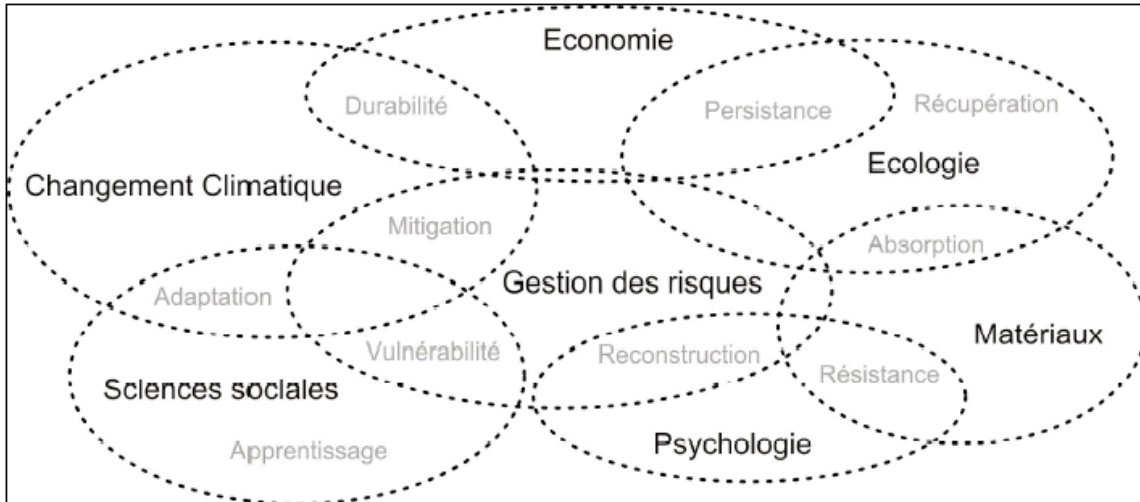 Economie
Durabilité
Persistance
Récupération
Ecologie
Changement Climatique
Mitigation
Absorption
Gestion des risques
Adaptation
Matériaux
Vulnérabilité
Reconstruction
Résistance
Sciences sociales
Psychologie
Apprentissage